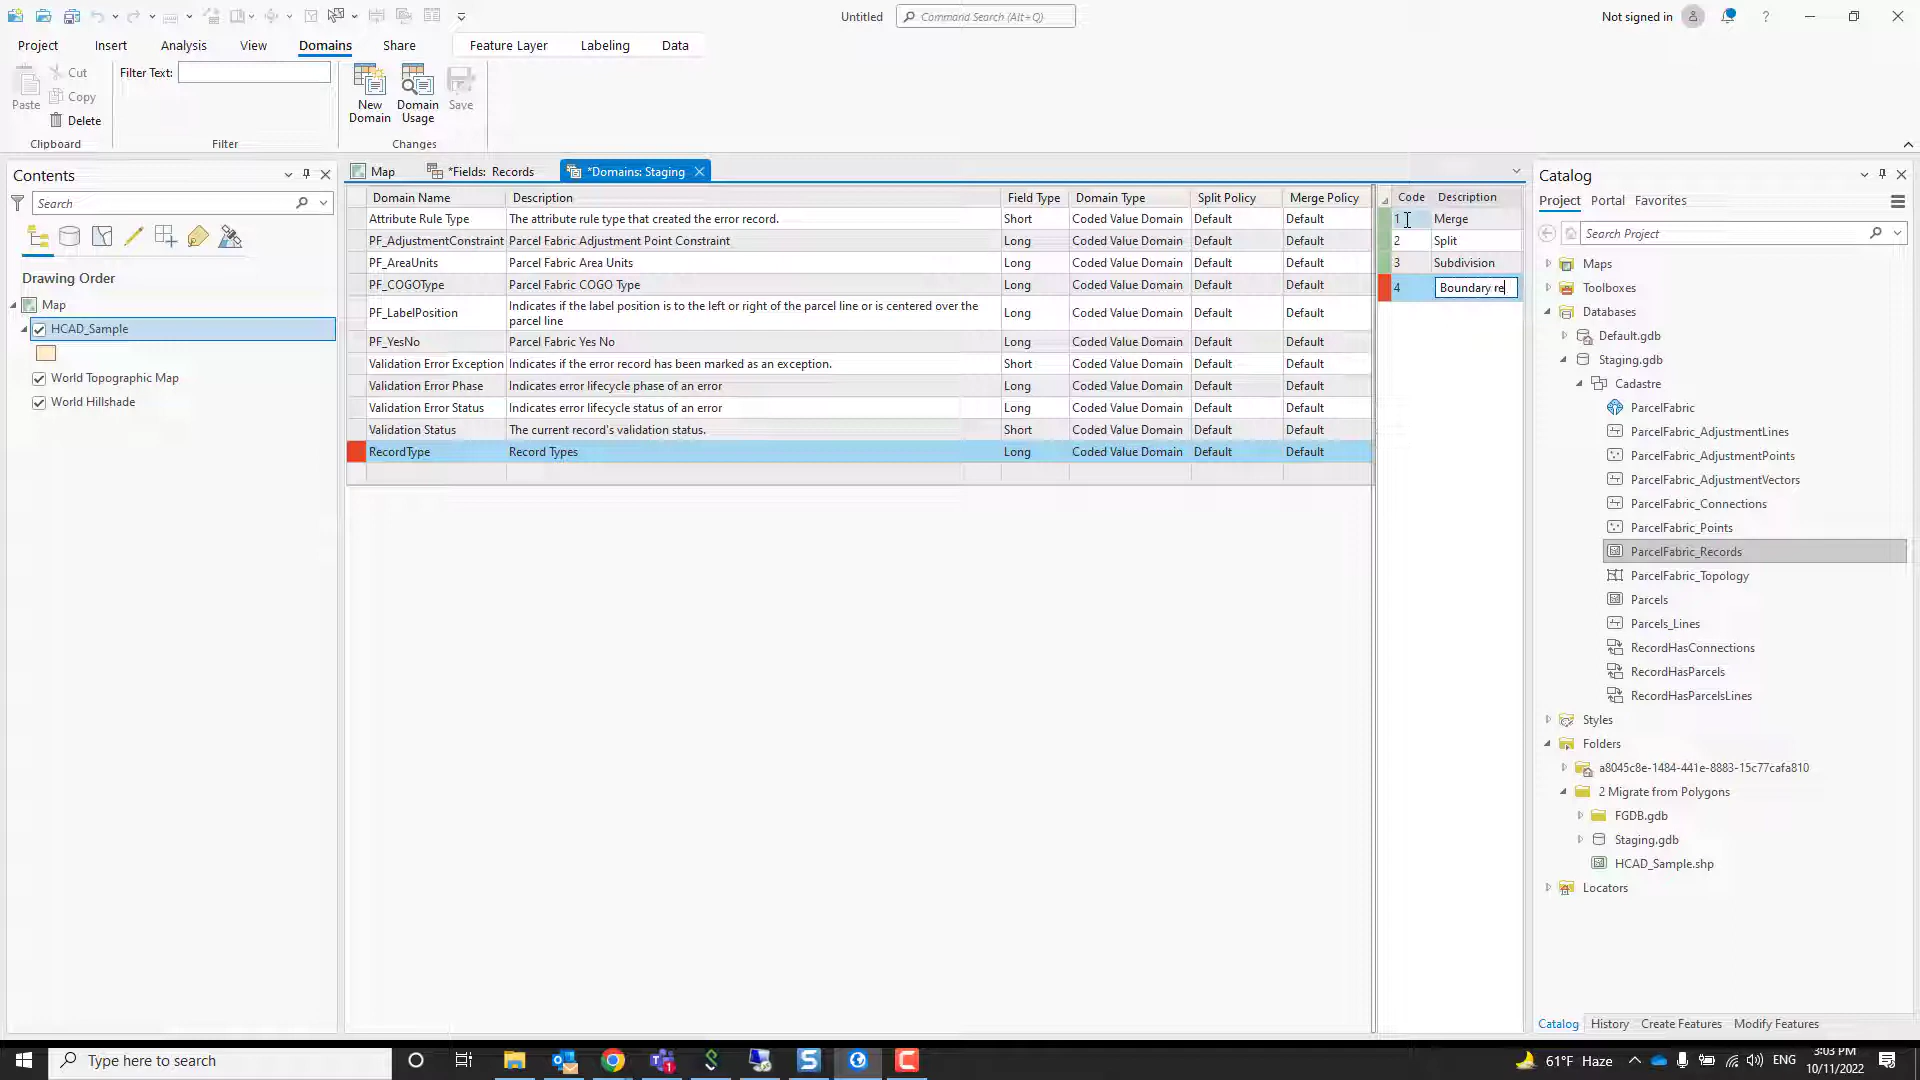 Untitled
Command Search (Alt+Q)
Not signed in
?
Project
Insert
Analysis
View
Domains
Share
Feature Layer
Labeling
Data
Paste
Cut
Copy
Delete
Clipboard
Filter Text:
Filter
New
Domain
Domain
Usage
Save
Changes
Contents
Search
Drawing Order
Map
HCAD_Sample
World Topographic Map
World Hillshade
Map
*Fields: Records
*Domains: Staging
Domain Name Description Field Type Domain Type Split Policy Merge Policy
Attribute Rule Type The attribute rule type that created the error record. Short Coded Value Domain Default Default
PF_AdjustmentConstraint Parcel Fabric Adjustment Point Constraint Long Coded Value Domain Default Default
PF_AreaUnits Parcel Fabric Area Units Long Coded Value Domain Default Default
PF_COGOType Parcel Fabric COGO Type Long Coded Value Domain Default Default
PF_LabelPosition Indicates if the label position is to the left or right of the parcel line or is centered over the
parcel line Long Coded Value Domain Default Default
PF_YesNo Parcel Fabric Yes No Long Coded Value Domain Default Default
Validation Error Exception Indicates if the error record has been marked as an exception. Short Coded Value Domain Default Default
Validation Error Phase Indicates error lifecycle phase of an error Long Coded Value Domain Default Default
Validation Error Status Indicates error lifecycle status of an error Long Coded Value Domain Default Default
Validation Status The current record's validation status. Short Coded Value Domain Default Default
RecordType Record Types Long Coded Value Domain Default Default
Code Description
1 Merge
2 Split
3 Subdivision
4 Boundary re
Catalog
Project Portal Favorites
Search Project
Maps
Toolboxes
Databases
Default.gdb
Staging.gdb
Cadastre
ParcelFabric
ParcelFabric_AdjustmentLines
ParcelFabric_AdjustmentPoints
ParcelFabric_AdjustmentVectors
ParcelFabric_Connections
ParcelFabric_Points
ParcelFabric_Records
ParcelFabric_Topology
Parcels
Parcels_Lines
RecordHasConnections
RecordHasParcels
RecordHasParcelsLines
Styles
Folders
a8045c8e-1484-441e-8883-15c77cafa810
2 Migrate from Polygons
FGDB.gdb
Staging.gdb
HCAD_Sample.shp
Locators
Catalog History Create Features Modify Features
Type here to search
61°F Haze
ENG
3:03 PM
10/11/2022